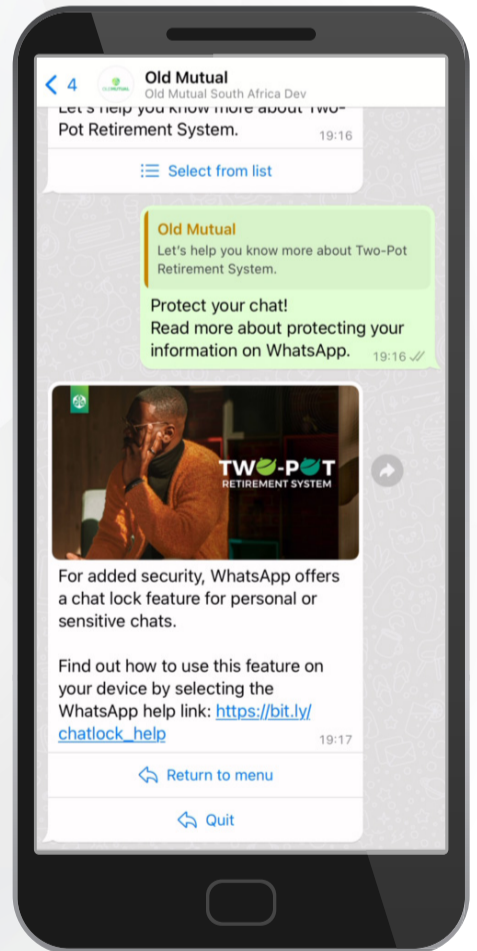 4
Old Mutual
Old Mutual South Africa Dev
Let's help you know more about Two-
Pot Retirement System.
19:16
Select from list
Old Mutual
Let's help you know more about Two-Pot
Retirement System.
Protect your chat!
Read more about protecting your
information on WhatsApp.
19:16
TWO-POT
RETIREMENT SYSTEM
For added security, WhatsApp offers
a chat lock feature for personal or
sensitive chats.
Find out how to use this feature on
your device by selecting the
WhatsApp help link: https://bit.ly/
chatlock_help
19:17
Return to menu
Quit